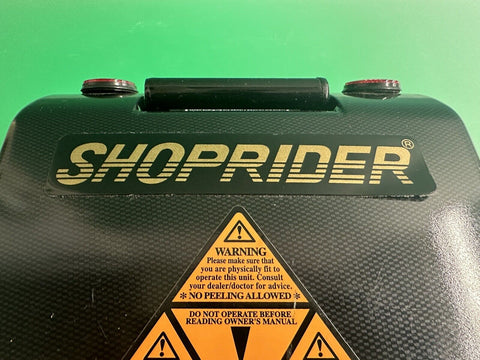 SHOPRIDER®
WARNING
Please make sure that
you are physically fit to
operate this unit. Consult
your dealer/doctor for advice.
* NO PEELING ALLOWED *
DO NOT OPERATE BEFORE
READING OWNER'S MANUAL